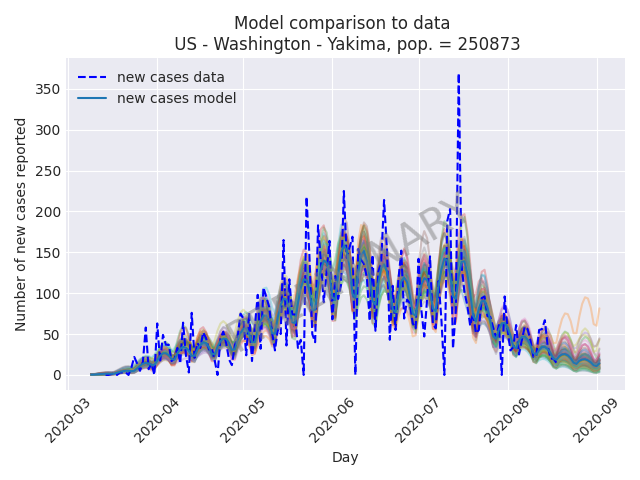 Model comparison to data
US - Washington - Yakima, pop. = 250873
new cases data
new cases model
Number of new cases reported
350
300
250
200
150
100
50
0
PRELIMINARY
2020-03
2020-04
2020-05
2020-06
2020-07
2020-08
2020-09
Day